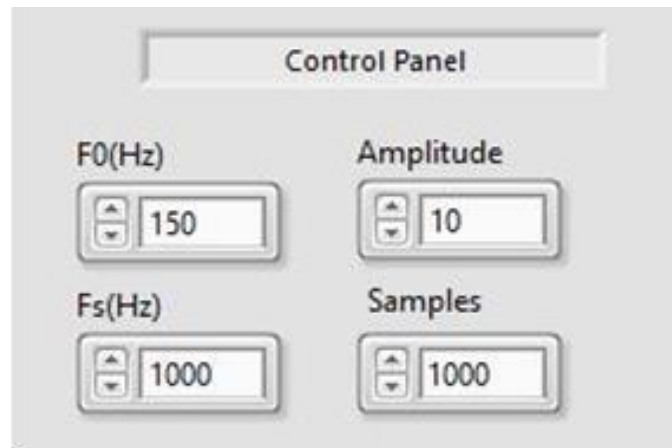 Control Panel
F0(Hz) Amplitude
150 10
Fs(Hz) Samples
1000 1000